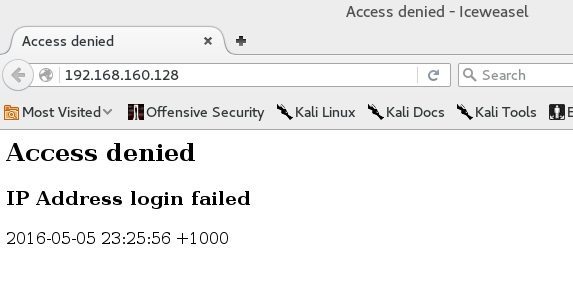 Access denied - Iceweasel
Access denied
192.168.160.128
Search
Most Visited
Offensive Security
Kali Linux
Kali Docs
Kali Tools
Access denied
IP Address login failed
2016-05-05 23:25:56 +1000